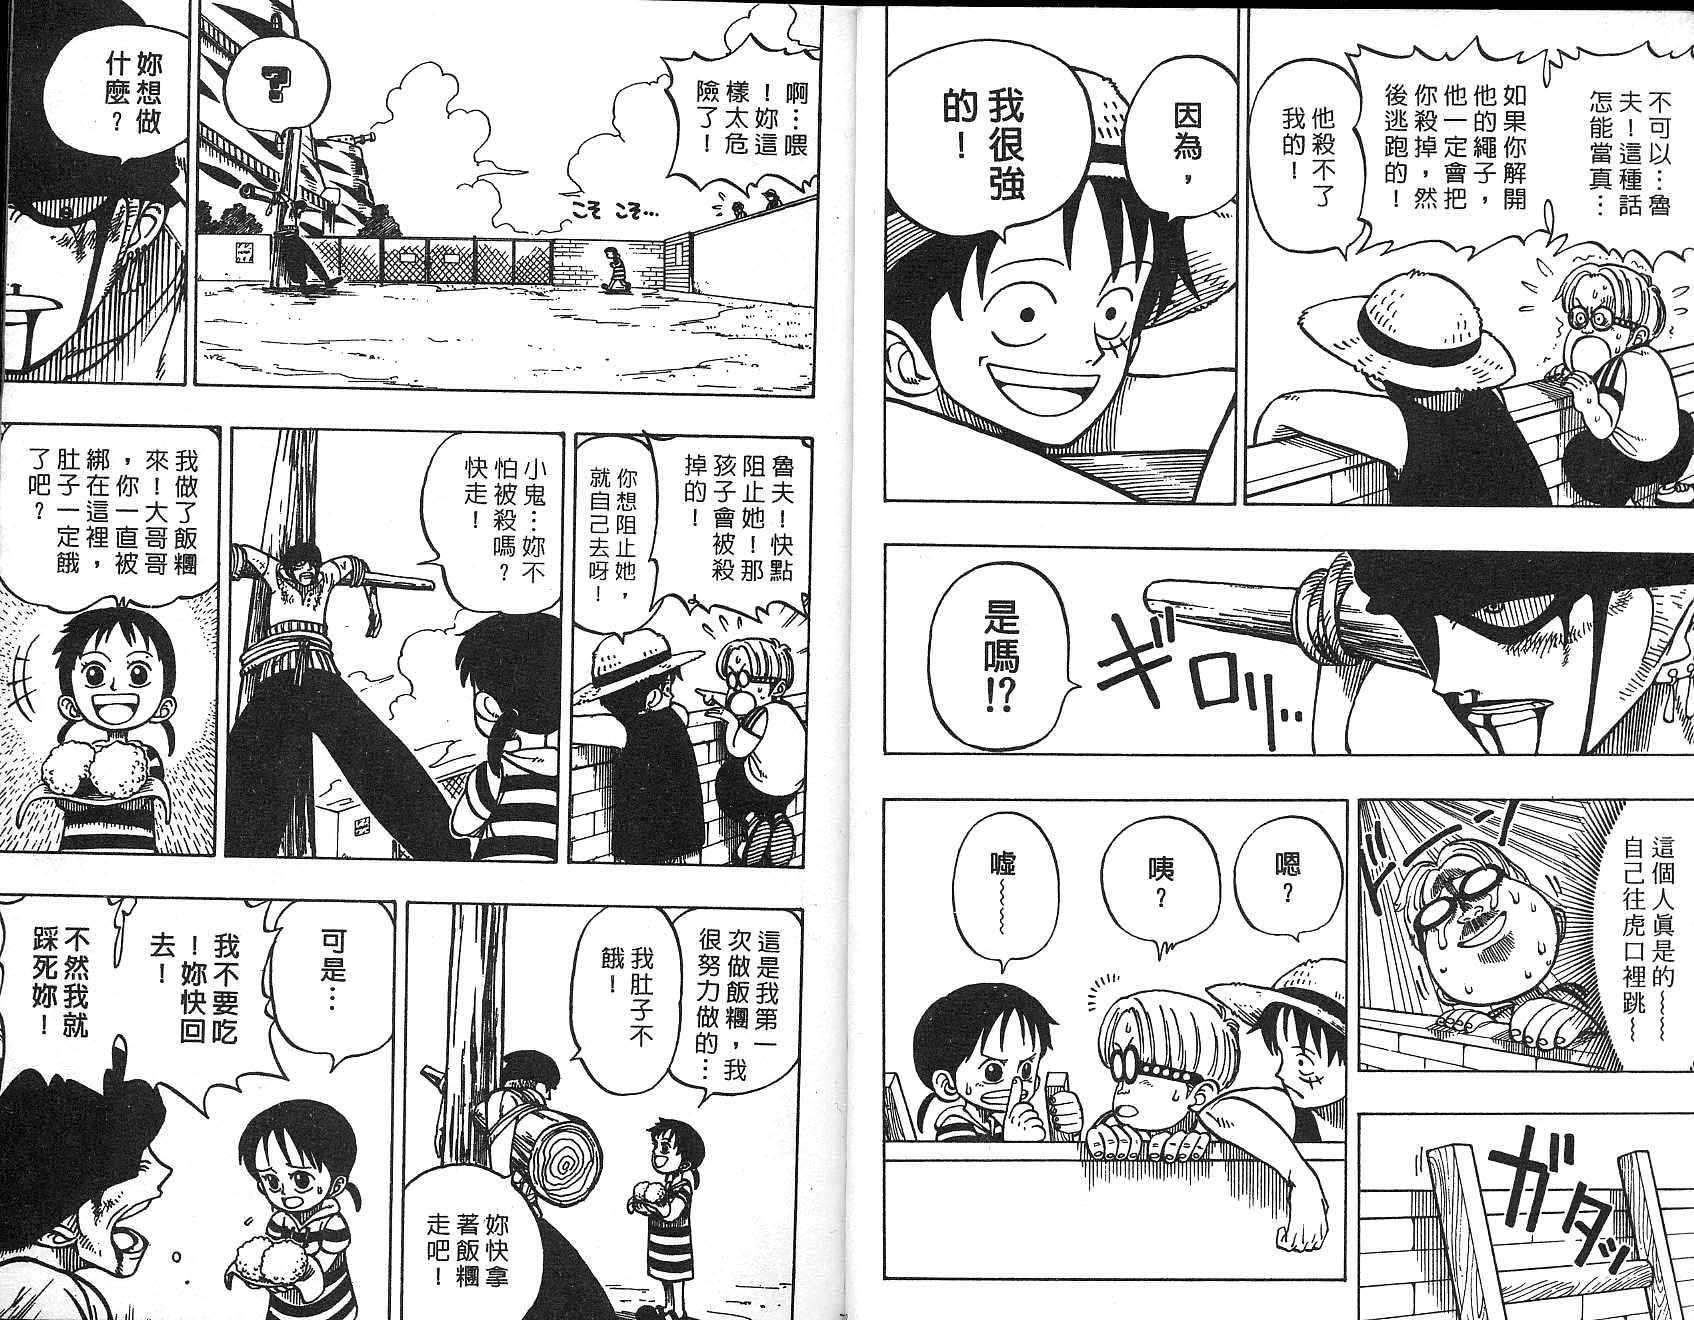 不可以…魯
夫！這種話
怎能當真…
如果你解開
他的繩子，
他一定會把
你殺掉，然
後逃跑的！
他殺不了
我的！
因為，
我很強
的！
ギロリ..
是嗎!?
這個人真是的~~~~
自己往虎口裡跳~
ガタッ
嗯？
咦？
噓~~~~
啊…喂
！妳這
樣太危
險了！
こそ こそ…
？
妳想做
什麼？
魯夫！快點
阻止她！那
孩子會被殺
掉的！
你想阻止她，
就自己去呀！
小鬼…妳不
怕被殺嗎？
快走！
我做了飯糰
來！大哥哥
，你一直被
綁在這裡，
肚子一定餓
了吧？
這是我第一
次做飯糰，我
很努力做的…
我肚子不
餓！
妳快拿
著飯糰
走吧！
可是…
我不要吃
！妳快回
去！
不然我就
踩死妳！